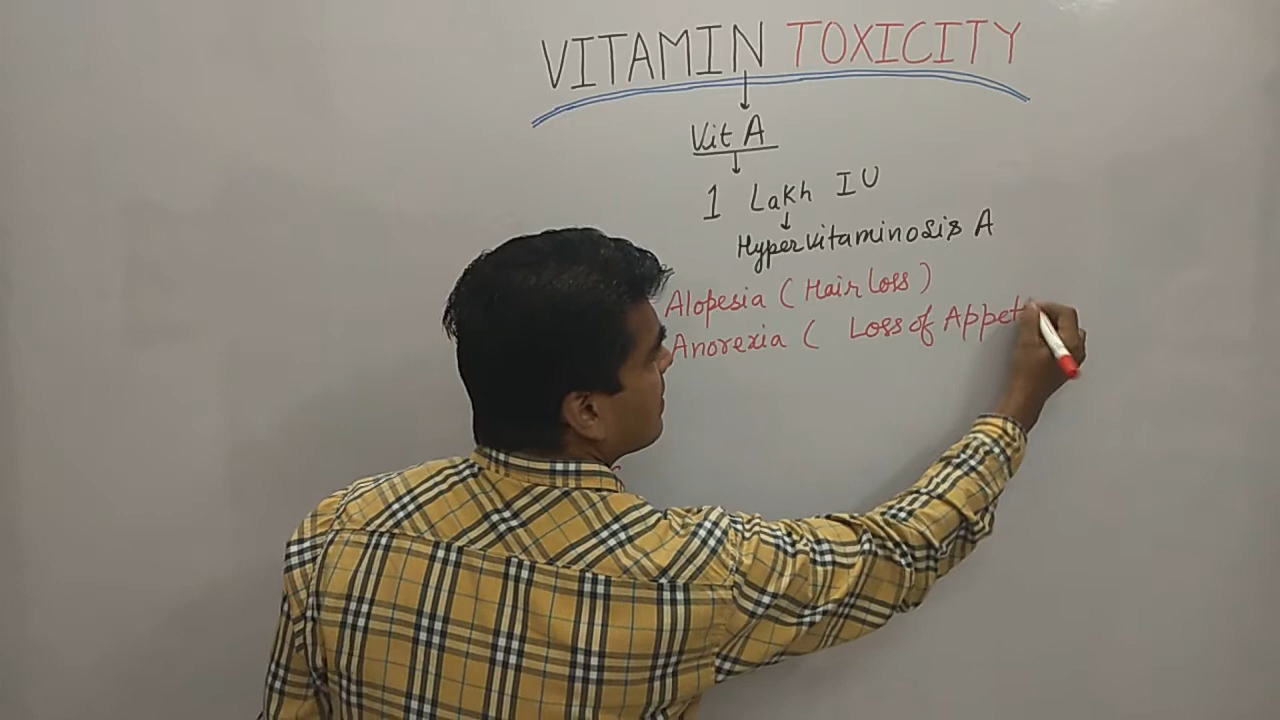 VITAMIN TOXICITY
Vit A
1 Lakh IU
Hypervitaminosis A
Alopesia ( Hair Loss )
Anorexia ( Loss of Appet